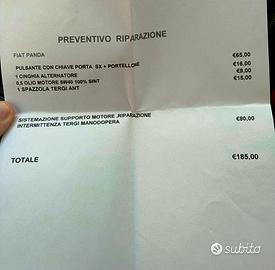 PREVENTIVO RIPARAZIONE
FIAT PANDA
PULSANTE CON CHIAVE PORTA SX + PORTELLONE €65,00
1 CINGHIA ALTERNATORE €16,00
0,5 OLIO MOTORE 5W40 100% SINT €9,00
1 SPAZZOLA TERGI ANT €15,00
SISTEMAZIONE SUPPORTO MOTORE ,RIPARAZIONE
INTERMITTENZA TERGI MANODOPERA €80,00
TOTALE €185,00
subito